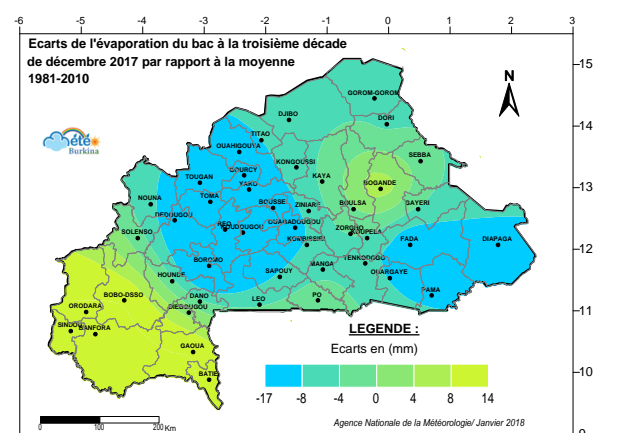 -6 -5 -4 -3 -2 -1 0 1 2 3
Ecarts de l'évaporation du bac à la troisième décade
de décembre 2017 par rapport à la moyenne
1981-2010
N
15
14
13
12
11
10
9
Météo
Burkina
GOROM-GOROM
DJIBO
DORI
TITAO
OUAHIGOUYA
SEBBA
KONGOUSSI
GOURCY
TOUGAN
KAYA
YAKO
BOGANDE
NOUNA
TOMA
BOUSSE
ZINIARE
BOULSA
GAYERI
DEDOUGOU
REO
KOUDOUGOU
OUAGADOUGOU
ZORGHO
KOUPELA
SOLENSO
KOMBISSIRI
FADA
DIAPAGA
BOROMO
MANGA
TENKODOGO
HOUNDE
SAPOUY
OUARGAYE
BOBO-DSSO
DANO
LEO
PO
PAMA
ORODARA
DIEBOUGOU
SINDOU
BANFORA
GAOUA
BATIE
LEGENDE :
Ecarts en (mm)
-17 -8 -4 0 4 8 14
0 100 200 Km
Agence Nationale de la Météorologie/ Janvier 2018